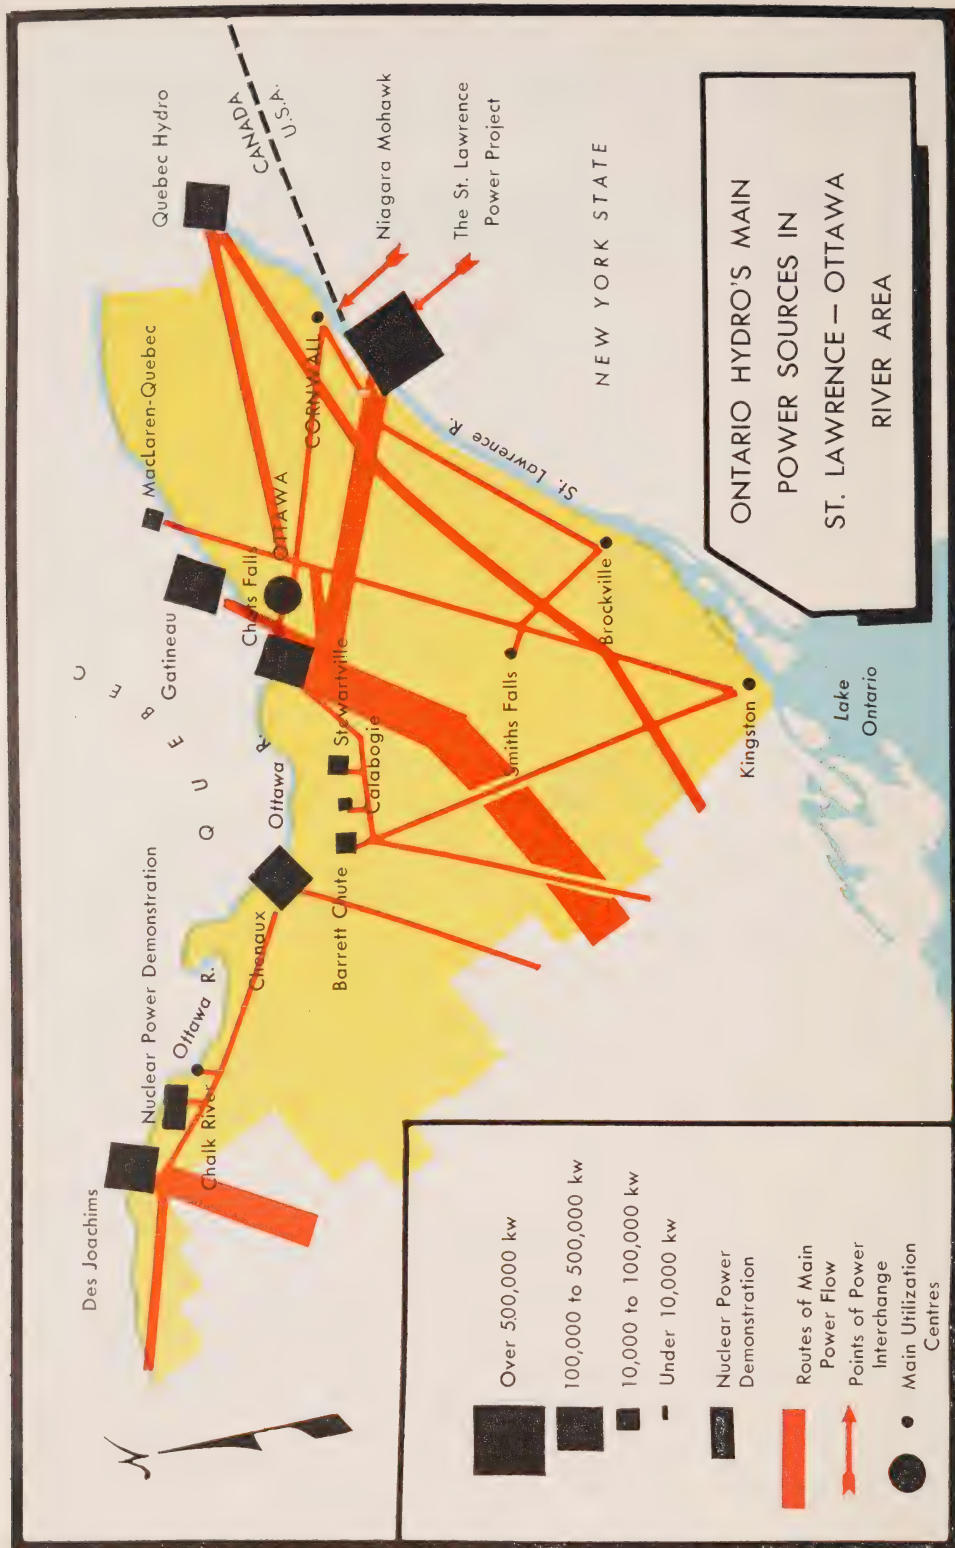 ONTARIO HYDRO'S MAIN
POWER SOURCES IN
ST. LAWRENCE — OTTAWA
RIVER AREA
Des Joachims
Nuclear Power Demonstration
Chalk River
Ottawa R.
Chenaux
Barrett Chute
Calabogie
Stewartville
Ottawa R.
QUEBEC
Gatineau
Chats Falls
OTTAWA
MacLaren-Quebec
Quebec Hydro
CANADA
U.S.A.
CORNWALL
Niagara Mohawk
The St. Lawrence
Power Project
St. Lawrence R.
NEW YORK STATE
Smiths Falls
Brockville
Kingston
Lake
Ontario
N
Over 500,000 kw
100,000 to 500,000 kw
10,000 to 100,000 kw
Under 10,000 kw
Nuclear Power
Demonstration
Routes of Main
Power Flow
Points of Power
Interchange
Main Utilization
Centres